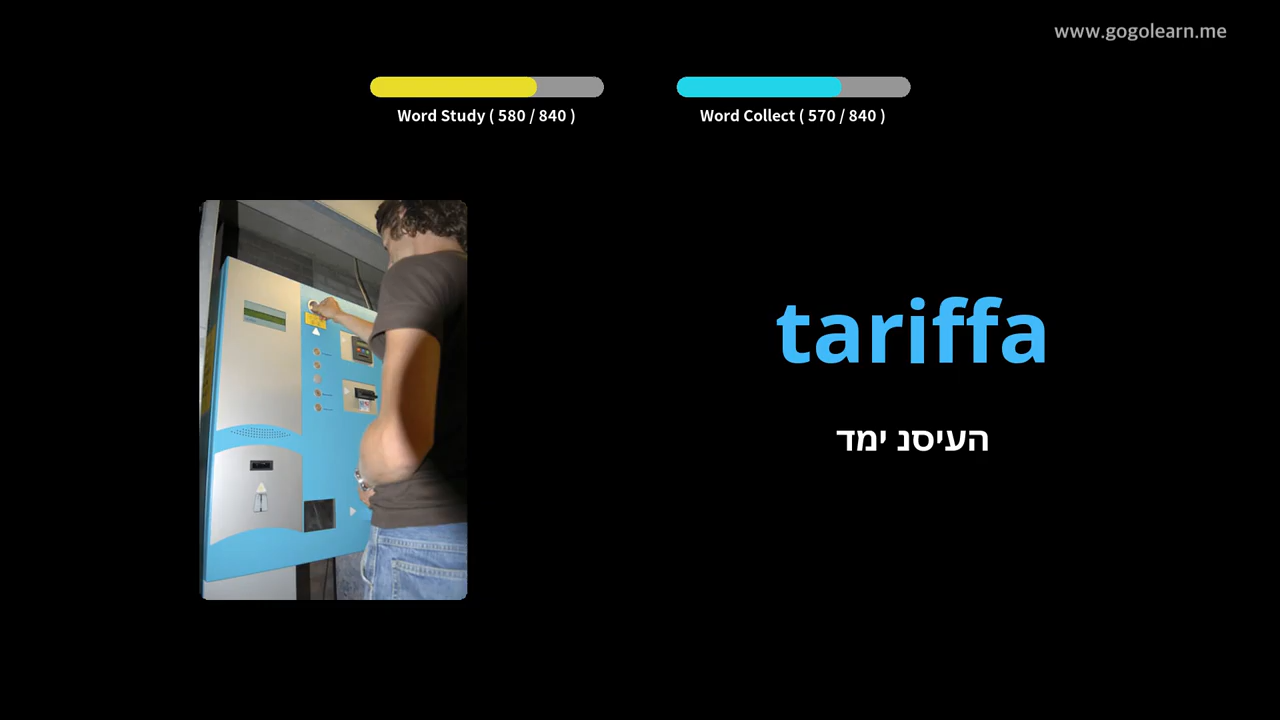 www.gogolearn.me
Word Study ( 580 / 840 )
Word Collect ( 570 / 840 )
tariffa
העיסנ ימד